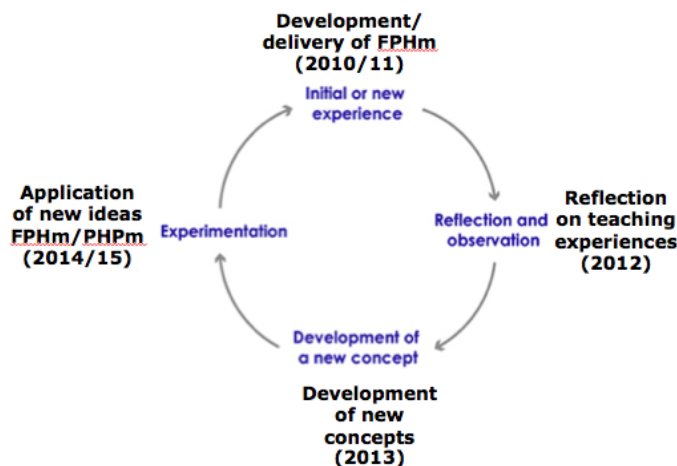 Development/
delivery of FPHm
(2010/11)
Initial or new
experience
Application
of new ideas
FPHm/PHPm
(2014/15)
Experimentation
Reflection and
observation
Reflection
on teaching
experiences
(2012)
Development of
a new concept
Development
of new
concepts
(2013)